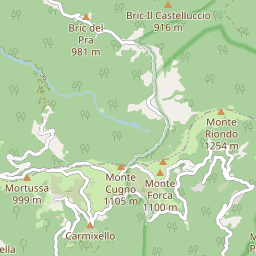 Bric Il Castelluccio
916 m
Bric del
Pra
981 m
Monte
Riondo
1254 m
Mortussa
999 m
Monte
Cugno
1105 m
Monte
Forca
1100 m
Carmixello
ella